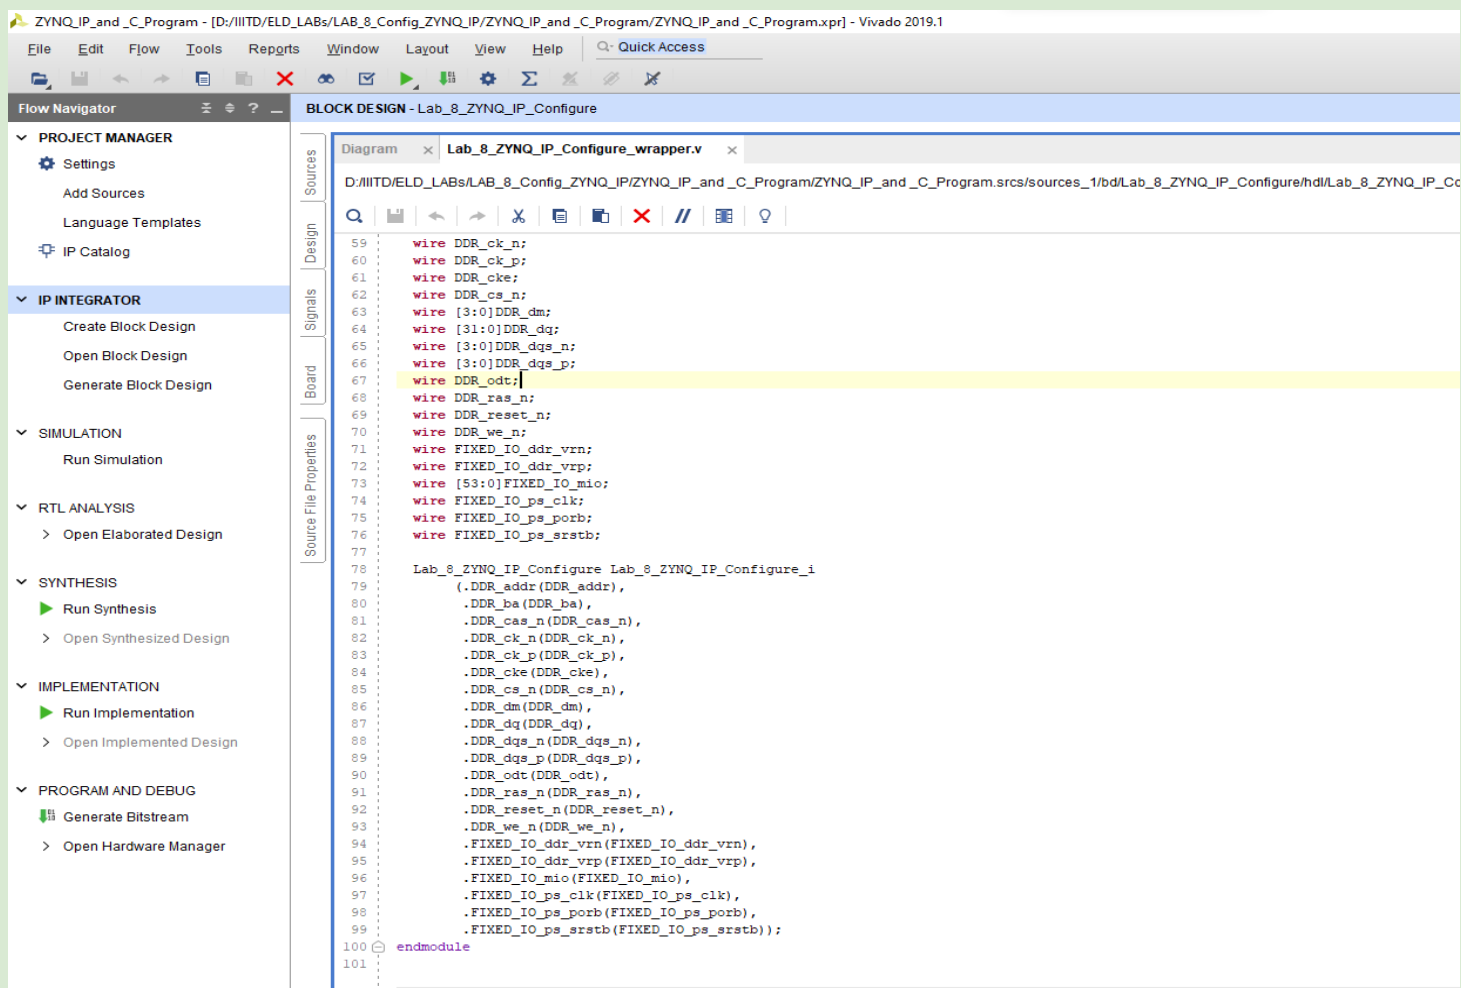 ZYNQ_IP_and _C_Program - [D:/IIITD/ELD_LABs/LAB_8_Config_ZYNQ_IP/ZYNQ_IP_and _C_Program/ZYNQ_IP_and _C_Program.xpr] - Vivado 2019.1
File Edit Flow Tools Reports Window Layout View Help Quick Access
Flow Navigator
PROJECT MANAGER
Settings
Add Sources
Language Templates
IP Catalog
IP INTEGRATOR
Create Block Design
Open Block Design
Generate Block Design
SIMULATION
Run Simulation
RTL ANALYSIS
Open Elaborated Design
SYNTHESIS
Run Synthesis
Open Synthesized Design
IMPLEMENTATION
Run Implementation
Open Implemented Design
PROGRAM AND DEBUG
Generate Bitstream
Open Hardware Manager
BLOCK DESIGN - Lab_8_ZYNQ_IP_Configure
Sources
Design
Signals
Board
Source File Properties
Diagram Lab_8_ZYNQ_IP_Configure_wrapper.v
D:/IIITD/ELD_LABs/LAB_8_Config_ZYNQ_IP/ZYNQ_IP_and _C_Program/ZYNQ_IP_and _C_Program.srcs/sources_1/bd/Lab_8_ZYNQ_IP_Configure/hdl/Lab_8_ZYNQ_IP_Co
59 wire DDR_ck_n;
60 wire DDR_ck_p;
61 wire DDR_cke;
62 wire DDR_cs_n;
63 wire [3:0]DDR_dm;
64 wire [31:0]DDR_dq;
65 wire [3:0]DDR_dqs_n;
66 wire [3:0]DDR_dqs_p;
67 wire DDR_odt;
68 wire DDR_ras_n;
69 wire DDR_reset_n;
70 wire DDR_we_n;
71 wire FIXED_IO_ddr_vrn;
72 wire FIXED_IO_ddr_vrp;
73 wire [53:0]FIXED_IO_mio;
74 wire FIXED_IO_ps_clk;
75 wire FIXED_IO_ps_porb;
76 wire FIXED_IO_ps_srstb;
77
78 Lab_8_ZYNQ_IP_Configure Lab_8_ZYNQ_IP_Configure_i
79 (.DDR_addr(DDR_addr),
80 .DDR_ba(DDR_ba),
81 .DDR_cas_n(DDR_cas_n),
82 .DDR_ck_n(DDR_ck_n),
83 .DDR_ck_p(DDR_ck_p),
84 .DDR_cke(DDR_cke),
85 .DDR_cs_n(DDR_cs_n),
86 .DDR_dm(DDR_dm),
87 .DDR_dq(DDR_dq),
88 .DDR_dqs_n(DDR_dqs_n),
89 .DDR_dqs_p(DDR_dqs_p),
90 .DDR_odt(DDR_odt),
91 .DDR_ras_n(DDR_ras_n),
92 .DDR_reset_n(DDR_reset_n),
93 .DDR_we_n(DDR_we_n),
94 .FIXED_IO_ddr_vrn(FIXED_IO_ddr_vrn),
95 .FIXED_IO_ddr_vrp(FIXED_IO_ddr_vrp),
96 .FIXED_IO_mio(FIXED_IO_mio),
97 .FIXED_IO_ps_clk(FIXED_IO_ps_clk),
98 .FIXED_IO_ps_porb(FIXED_IO_ps_porb),
99 .FIXED_IO_ps_srstb(FIXED_IO_ps_srstb));
100 endmodule
101